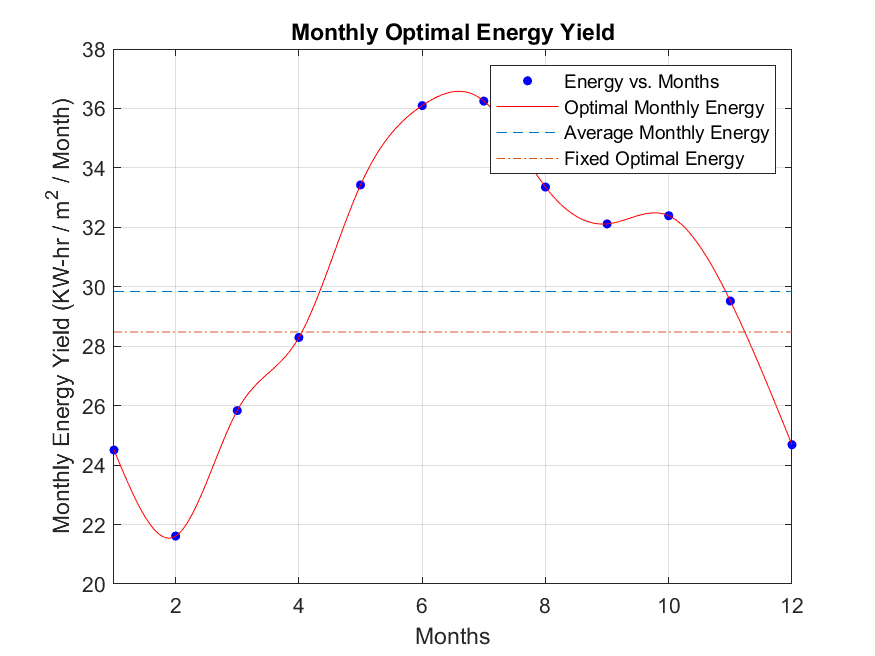 Monthly Optimal Energy Yield
Monthly Energy Yield (KW-hr / m² / Month)
38
36
34
32
30
28
26
24
22
20
Energy vs. Months
Optimal Monthly Energy
Average Monthly Energy
Fixed Optimal Energy
2 4 6 8 10 12
Months